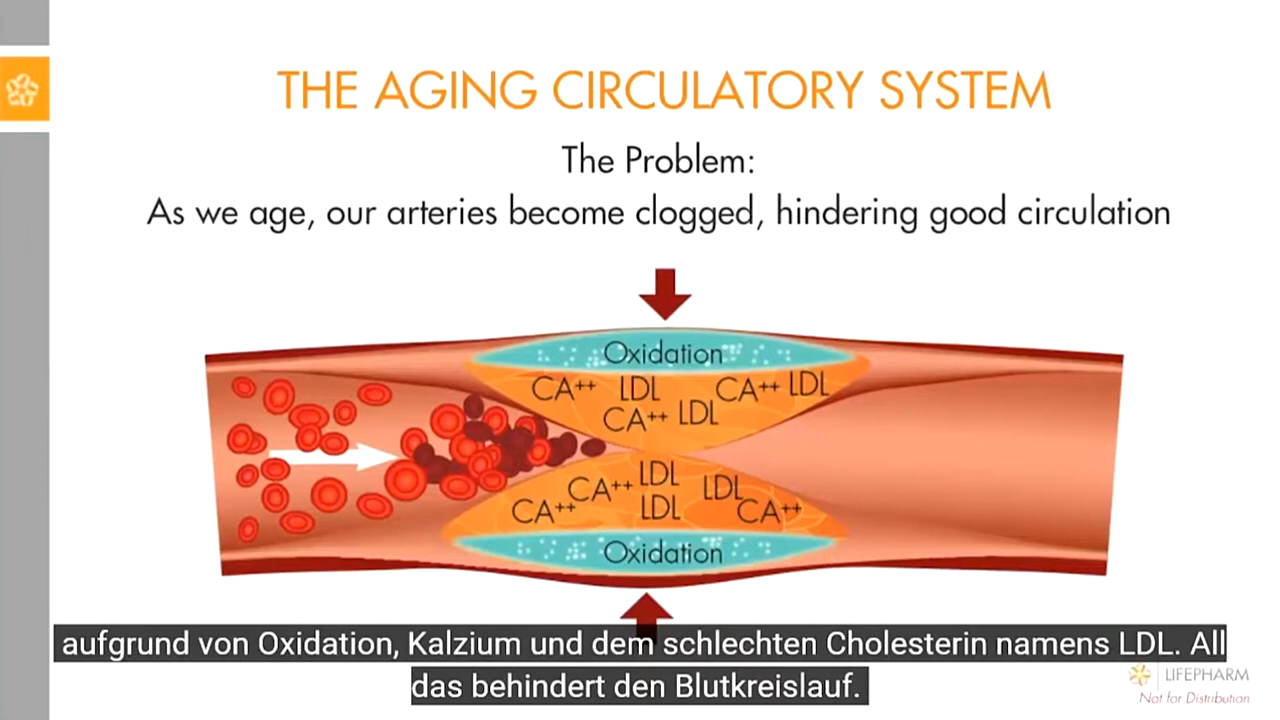 THE AGING CIRCULATORY SYSTEM
The Problem:
As we age, our arteries become clogged, hindering good circulation
Oxidation
CA++ LDL CA++ LDL
CA++ LDL
CA++ LDL LDL
CA++ LDL CA++
Oxidation
aufgrund von Oxidation, Kalzium und dem schlechten Cholesterin namens LDL. All
das behindert den Blutkreislauf.
LIFEPHARM
Not for Distribution